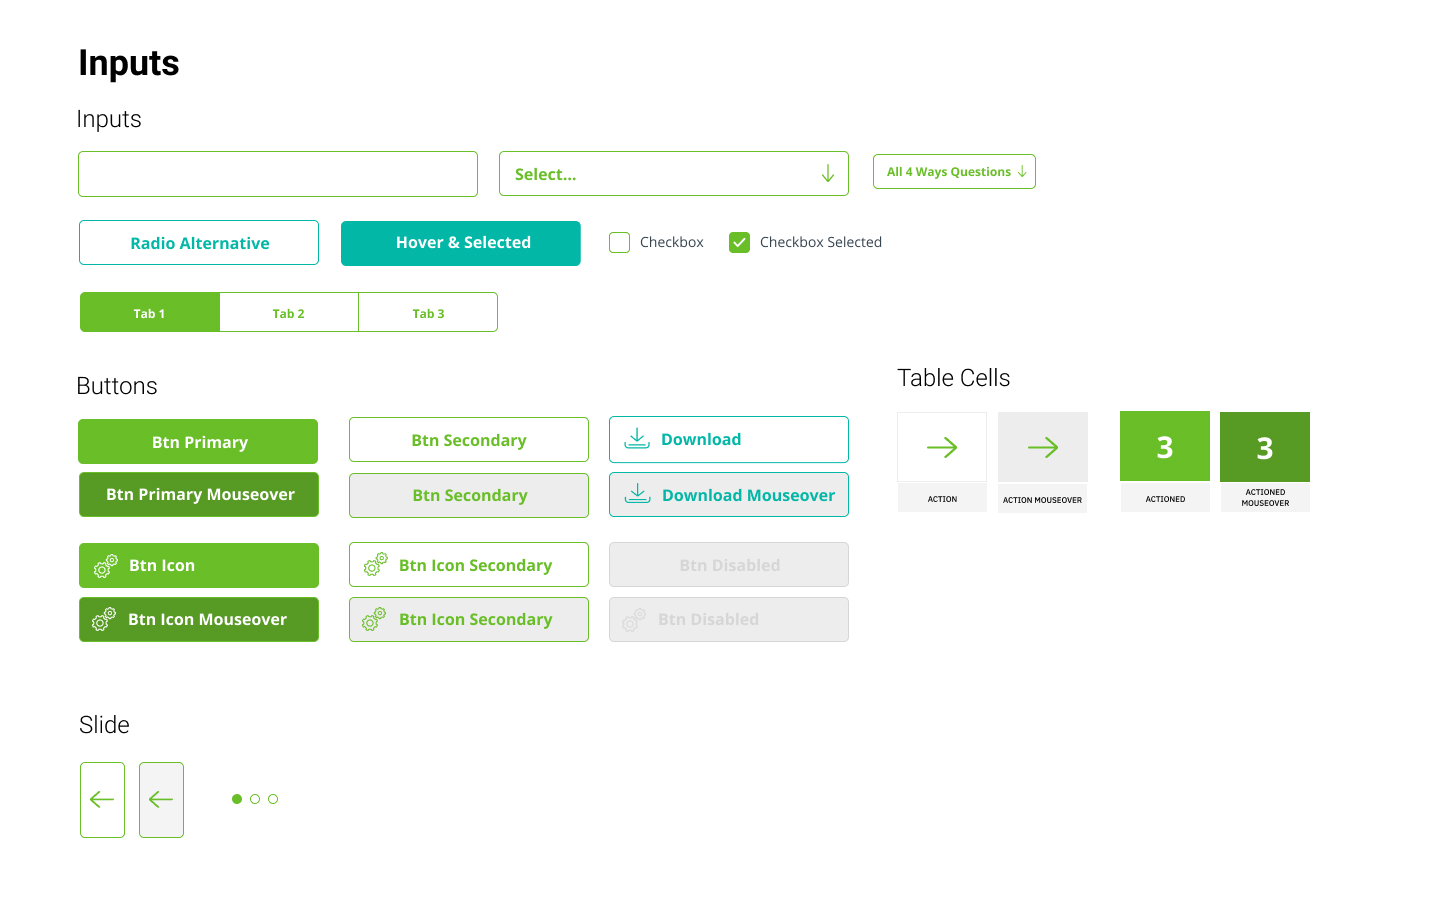 Inputs
Inputs
Select...
All 4 Ways Questions
Radio Alternative
Hover & Selected
Checkbox
Checkbox Selected
Tab 1
Tab 2
Tab 3
Buttons
Btn Primary
Btn Secondary
Download
Btn Primary Mouseover
Btn Secondary
Download Mouseover
Btn Icon
Btn Icon Secondary
Btn Disabled
Btn Icon Mouseover
Btn Icon Secondary
Btn Disabled
Table Cells
3
3
ACTION
ACTION MOUSEOVER
ACTIONED
ACTIONED
MOUSEOVER
Slide